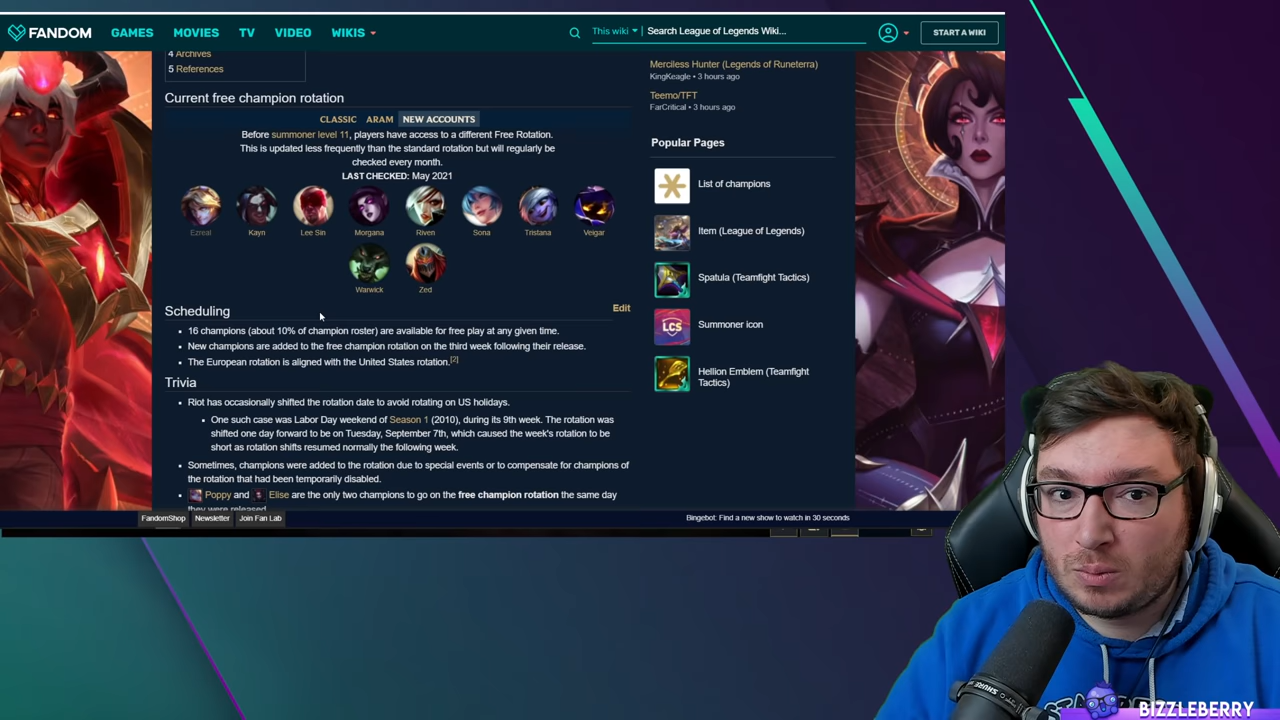 FANDOM GAMES MOVIES TV VIDEO WIKIS This wiki Search League of Legends Wiki... START A WIKI
4 Archives
5 References
Current free champion rotation
CLASSIC ARAM NEW ACCOUNTS
Before summoner level 11, players have access to a different Free Rotation.
This is updated less frequently than the standard rotation but will regularly be
checked every month.
LAST CHECKED: May 2021
Ezreal Kayn Lee Sin Morgana Riven Sona Tristana Veigar
Warwick Zed
Scheduling Edit
16 champions (about 10% of champion roster) are available for free play at any given time.
New champions are added to the free champion rotation on the third week following their release.
The European rotation is aligned with the United States rotation.[2]
Trivia
Riot has occasionally shifted the rotation date to avoid rotating on US holidays.
One such case was Labor Day weekend of Season 1 (2010), during its 9th week. The rotation was
shifted one day forward to be on Tuesday, September 7th, which caused the week's rotation to be
short as rotation shifts resumed normally the following week.
Sometimes, champions were added to the rotation due to special events or to compensate for champions of
the rotation that had been temporarily disabled.
Poppy and Elise are the only two champions to go on the free champion rotation the same day
they were released
Merciless Hunter (Legends of Runeterra)
KingKeagle • 3 hours ago
Teemo/TFT
FarCritical • 3 hours ago
Popular Pages
List of champions
Item (League of Legends)
Spatula (Teamfight Tactics)
LCS
Summoner icon
Hellion Emblem (Teamfight
Tactics)
FandomShop Newsletter Join Fan Lab Bingebot: Find a new show to watch in 30 seconds
SHURE
BIZZLEBERRY